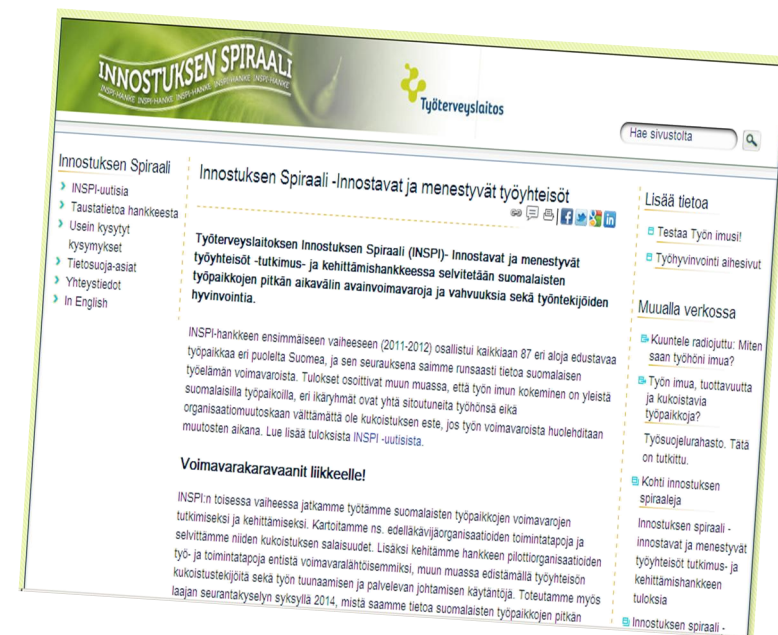 INNOSTUKSEN SPIRAALI
INSPI-HANKE INSPI-HANKE INSPI-HANKE INSPI-HANKE
Työterveyslaitos
Hae sivustolta
Innostuksen Spiraali
INSPI-uutisia
Taustatietoa hankkeesta
Usein kysytyt
kysymykset
Tietosuoja-asiat
Yhteystiedot
In English
Innostuksen Spiraali -Innostavat ja menestyvät työyhteisöt
Työterveyslaitoksen Innostuksen Spiraali (INSPI)- Innostavat ja menestyvät
työyhteisöt -tutkimus- ja kehittämishankkeessa selvitetään suomalaisten
työpaikkojen pitkän aikavälin avainvoimavaroja ja vahvuuksia sekä työntekijöiden
hyvinvointia.
INSPI-hankkeen ensimmäiseen vaiheeseen (2011-2012) osallistui kaikkiaan 87 eri aloja edustavaa
työpaikkaa eri puolelta Suomea, ja sen seurauksena saimme runsaasti tietoa suomalaisen
työelämän voimavaroista. Tulokset osoittivat muun muassa, että työn imun kokeminen on yleistä
suomalaisilla työpaikoilla, eri ikäryhmät ovat yhtä sitoutuneita työhönsä eikä
organisaatiomuutoskaan välttämättä ole kukoistuksen este, jos työn voimavaroista huolehditaan
muutosten aikana. Lue lisää tuloksista INSPI -uutisista.
Voimavarakaravaanit liikkeelle!
INSPI:n toisessa vaiheessa jatkamme työtämme suomalaisten työpaikkojen voimavarojen
tutkimiseksi ja kehittämiseksi. Kartoitamme ns. edelläkävijäorganisaatioiden toimintatapoja ja
selvitämme niiden kukoistuksen salaisuudet. Lisäksi kehitämme hankkeen pilottiorganisaatioiden
työ- ja toimintatapoja entistä voimavaralähtöisemmiksi, muun muassa edistämällä työyhteisön
kukoistustekijöitä sekä työn tuunaamisen ja palvelevan johtamisen käytäntöjä. Toteutamme myös
laajan seurantakyselyn syksyllä 2014, mistä saamme tietoa suomalaisten työpaikkojen pitkän
Lisää tietoa
Testaa Työn imusi!
Työhyvinvointi aihesivut
Muualla verkossa
Kuuntele radiojuttu: Miten
saan työhöni imua?
Työn imua, tuottavuutta
ja kukoistavia
työpaikkoja?
Työsuojelurahasto. Tätä
on tutkittu.
Kohti innostuksen
spiraaleja
Innostuksen spiraali -
innostavat ja menestyvät
työyhteisöt tutkimus- ja
kehittämishankkeen
tuloksia
Innostuksen spiraali -